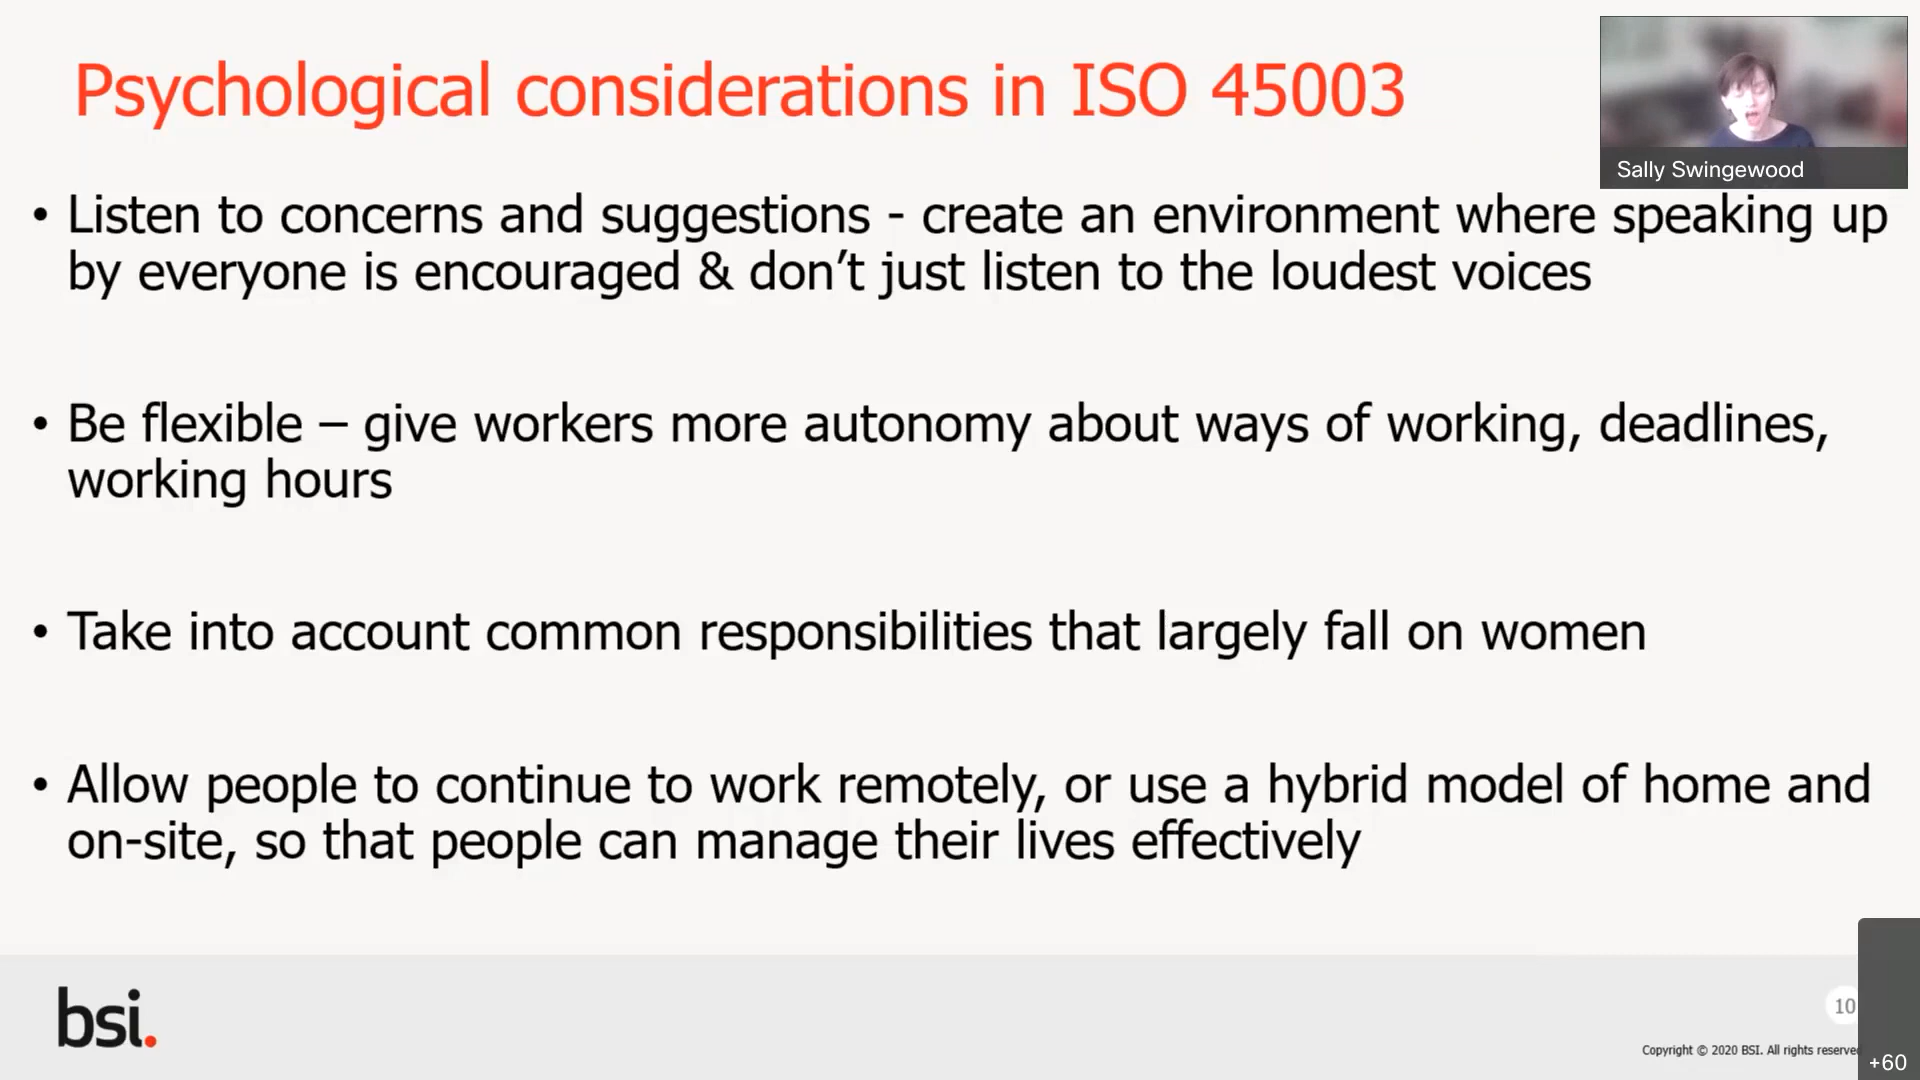 Psychological considerations in ISO 45003
Sally Swingewood
• Listen to concerns and suggestions - create an environment where speaking up
by everyone is encouraged & don’t just listen to the loudest voices
• Be flexible – give workers more autonomy about ways of working, deadlines,
working hours
• Take into account common responsibilities that largely fall on women
• Allow people to continue to work remotely, or use a hybrid model of home and
on-site, so that people can manage their lives effectively
bsi.
10
Copyright © 2020 BSI. All rights reserve
+60